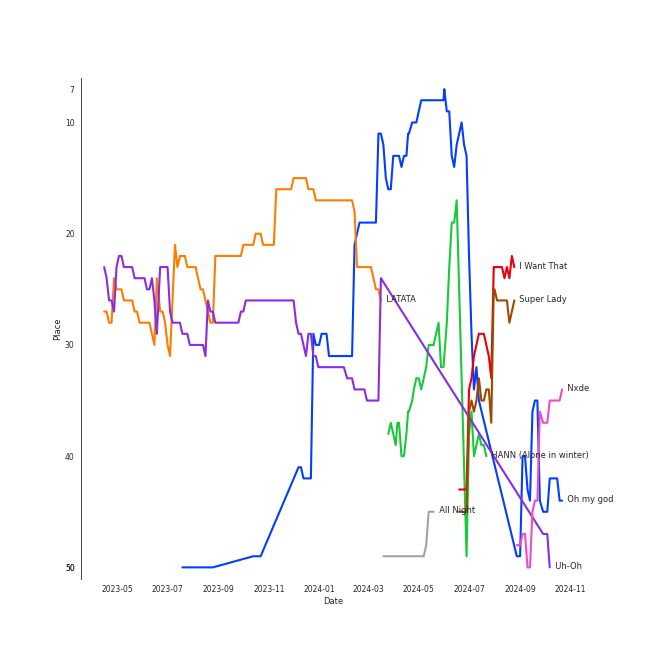 7
10
20
30
40
50
Place
I Want That
Super Lady
LATATA
Nxde
HANN (Alone in winter)
Oh my god
All Night
Uh-Oh
2023-05
2023-07
2023-09
2023-11
2024-01
2024-03
2024-05
2024-07
2024-09
2024-11
Date